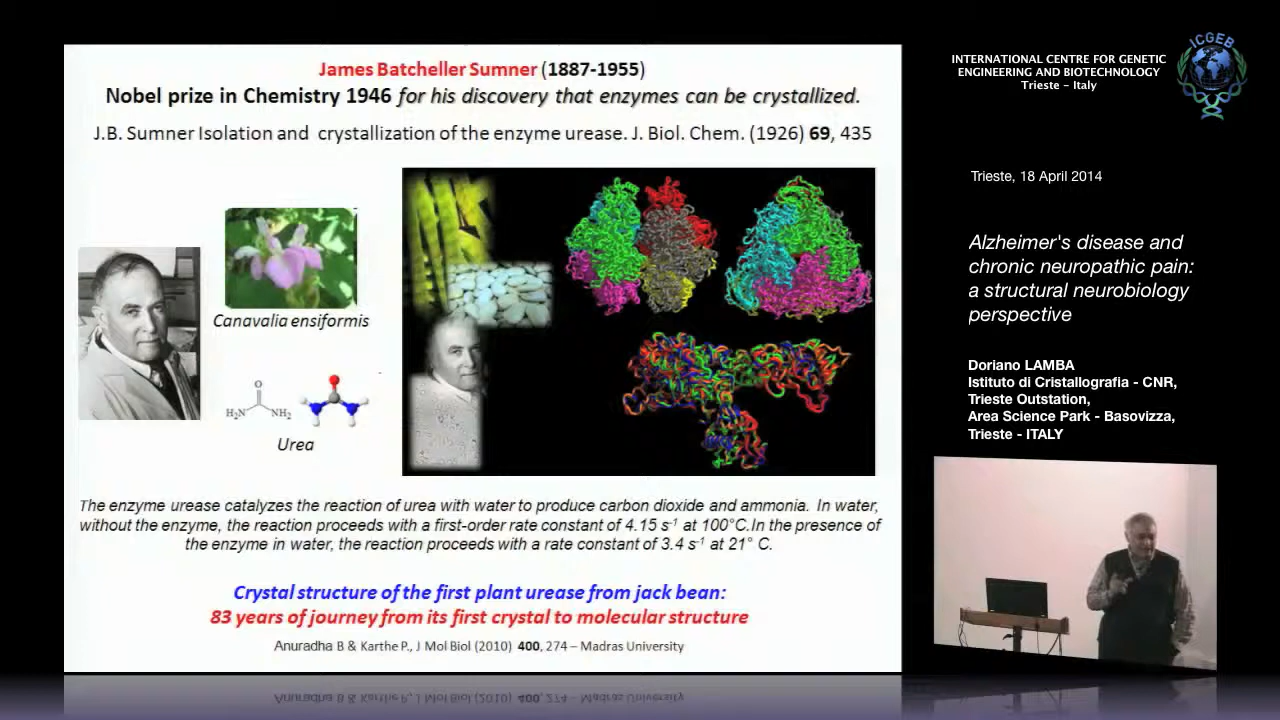 James Batcheller Sumner (1887-1955)
Nobel prize in Chemistry 1946 for his discovery that enzymes can be crystallized.
J.B. Sumner Isolation and crystallization of the enzyme urease. J. Biol. Chem. (1926) 69, 435
Canavalia ensiformis
O
H₂N NH₂
Urea
The enzyme urease catalyzes the reaction of urea with water to produce carbon dioxide and ammonia. In water,
without the enzyme, the reaction proceeds with a first-order rate constant of 4.15 s⁻¹ at 100°C.In the presence of
the enzyme in water, the reaction proceeds with a rate constant of 3.4 s⁻¹ at 21° C.
Crystal structure of the first plant urease from jack bean:
83 years of journey from its first crystal to molecular structure
Anuradha B & Karthe P., J Mol Biol (2010) 400, 274 – Madras University
INTERNATIONAL CENTRE FOR GENETIC
ENGINEERING AND BIOTECHNOLOGY
Trieste - Italy
ICGEB
Trieste, 18 April 2014
Alzheimer's disease and
chronic neuropathic pain:
a structural neurobiology
perspective
Doriano LAMBA
Istituto di Cristallografia - CNR,
Trieste Outstation,
Area Science Park - Basovizza,
Trieste - ITALY